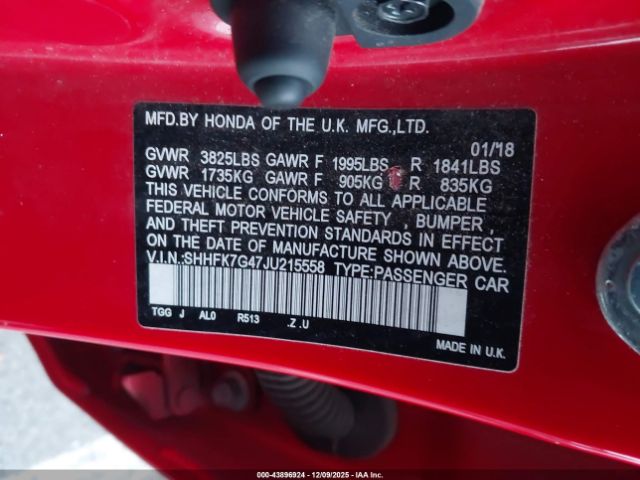 MFD.BY HONDA OF THE U.K. MFG.,LTD.
01/18
GVWR 3825LBS GAWR F 1995LBS R 1841LBS
GVWR 1735KG GAWR F 905KG R 835KG
THIS VEHICLE CONFORMS TO ALL APPLICABLE
FEDERAL MOTOR VEHICLE SAFETY , BUMPER ,
AND THEFT PREVENTION STANDARDS IN EFFECT
ON THE DATE OF MANUFACTURE SHOWN ABOVE.
V.I.N:SHHFK7G47JU215558 TYPE:PASSENGER CAR
TGG J AL0 R513 .Z .U
MADE IN U.K.
000-43896924 - 12/09/2025 - IAA Inc.